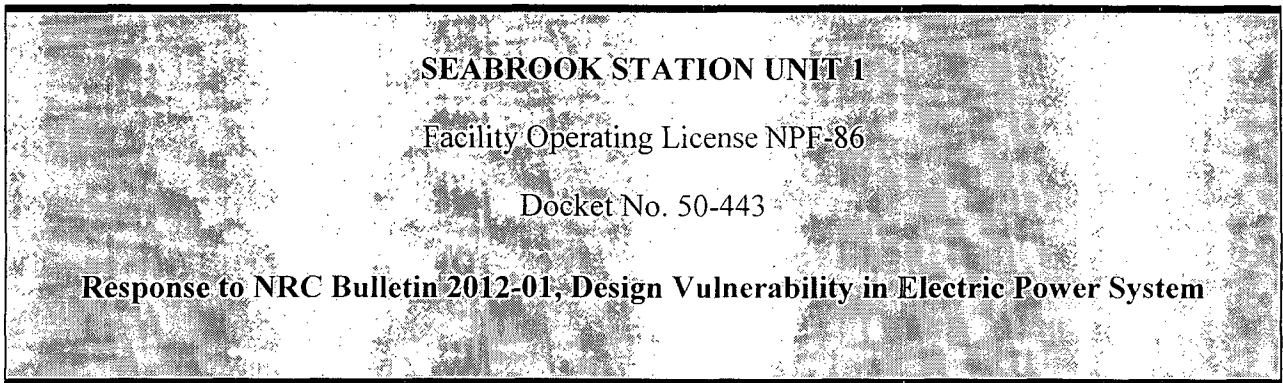 SEABROOK STATION UNIT 1
Facility Operating License NPF-86
Docket No. 50-443
Response to NRC Bulletin 2012-01, Design Vulnerability in Electric Power System